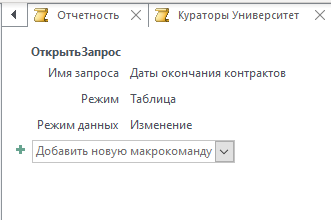 Отчетность
Кураторы Университет
ОткрытьЗапрос
Имя запроса Даты окончания контрактов
Режим Таблица
Режим данных Изменение
Добавить новую макрокоманду